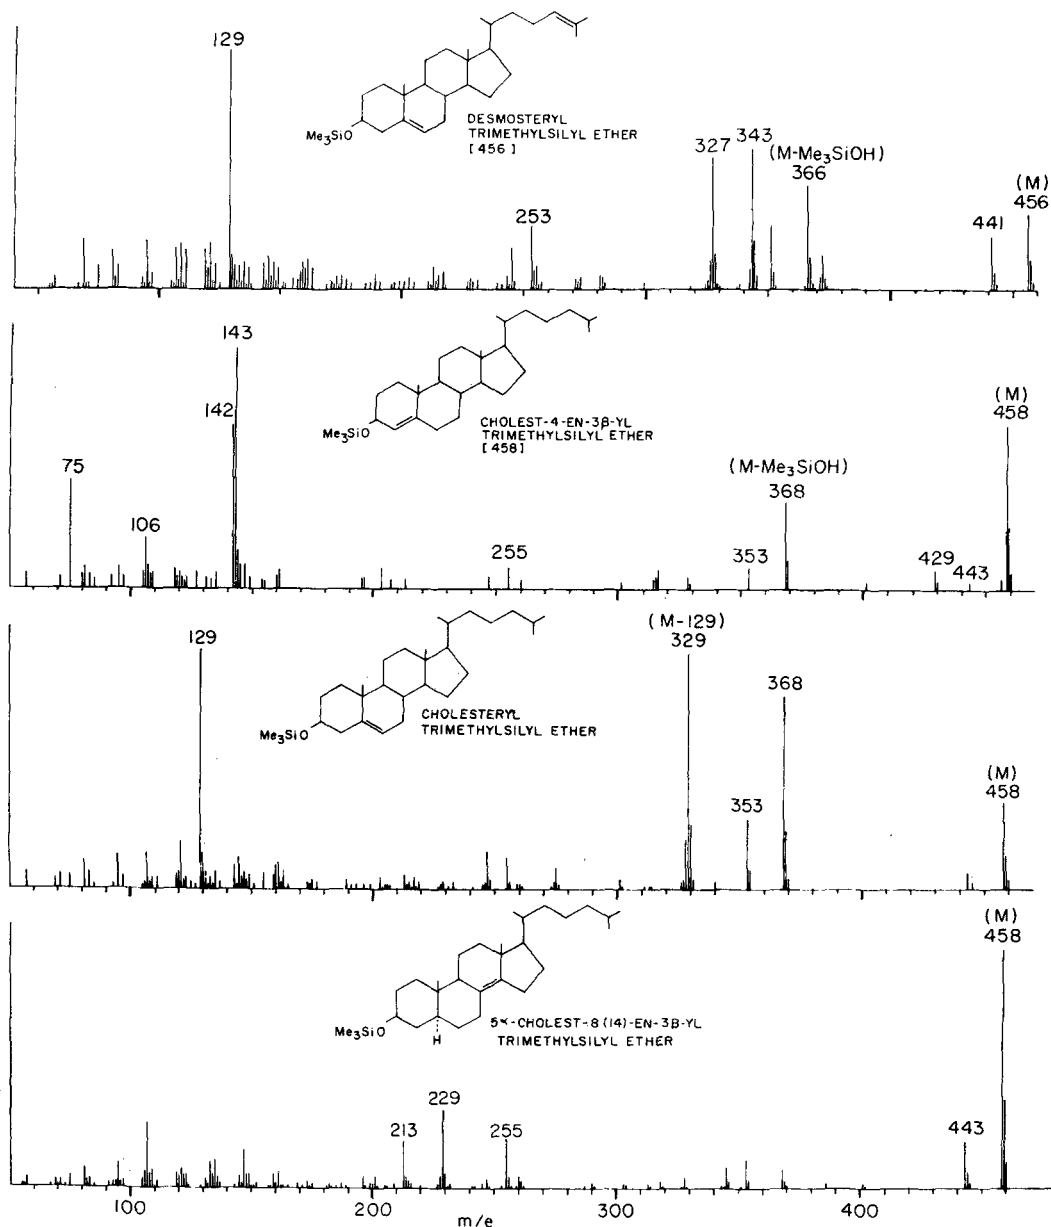 129
Me₃SiO
DESMOSTERYL
TRIMETHYLSILYL ETHER
[456]
253
327
343
(M-Me₃SiOH)
366
441
(M)
456
143
142
75
106
Me₃SiO
CHOLEST-4-EN-3β-YL
TRIMETHYLSILYL ETHER
[458]
255
353
(M-Me₃SiOH)
368
429
443
(M)
458
129
Me₃SiO
CHOLESTERYL
TRIMETHYLSILYL ETHER
(M-129)
329
353
368
(M)
458
Me₃SiO
H
5∝-CHOLEST-8(14)-EN-3β-YL
TRIMETHYLSILYL ETHER
213
229
255
443
(M)
458
100
200
300
400
m/e